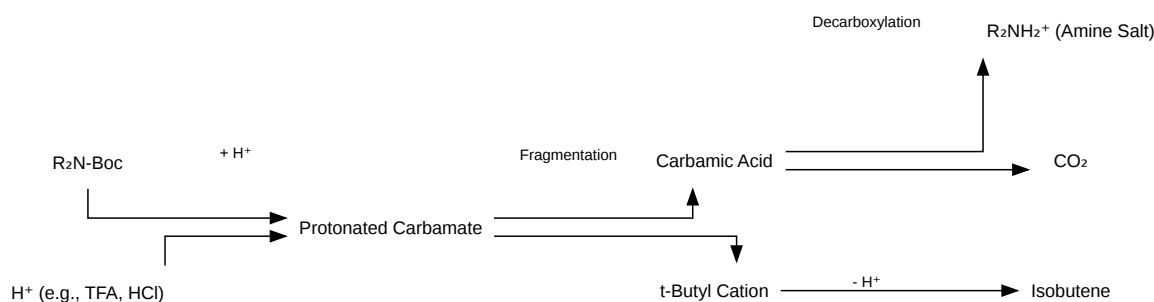 Decarboxylation
R₂NH₂⁺ (Amine Salt)
+ H⁺
R₂N-Boc
Fragmentation
Carbamic Acid
CO₂
Protonated Carbamate
H⁺ (e.g., TFA, HCl)
t-Butyl Cation
- H⁺
Isobutene